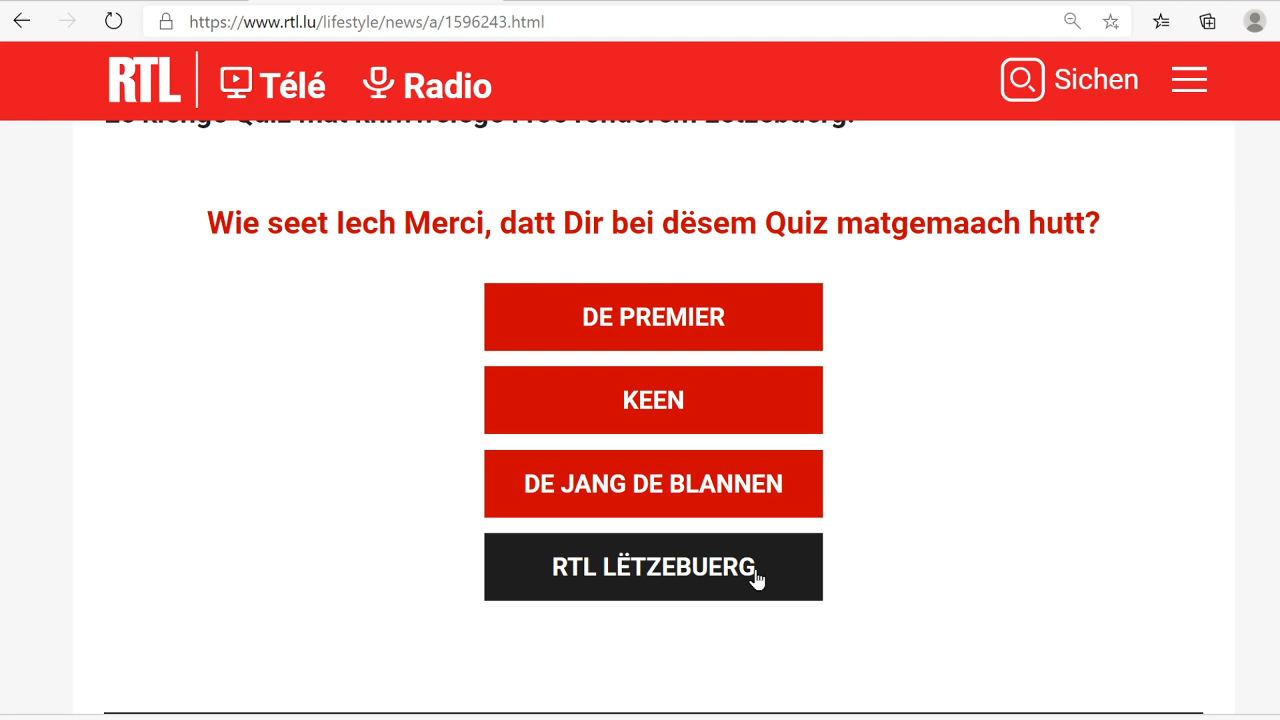 https://www.rtl.lu/lifestyle/news/a/1596243.html
RTL Télé Radio Sichen
Wie seet Iech Merci, datt Dir bei dësem Quiz matgemaach hutt?
DE PREMIER
KEEN
DE JANG DE BLANNEN
RTL LËTZEBUERG